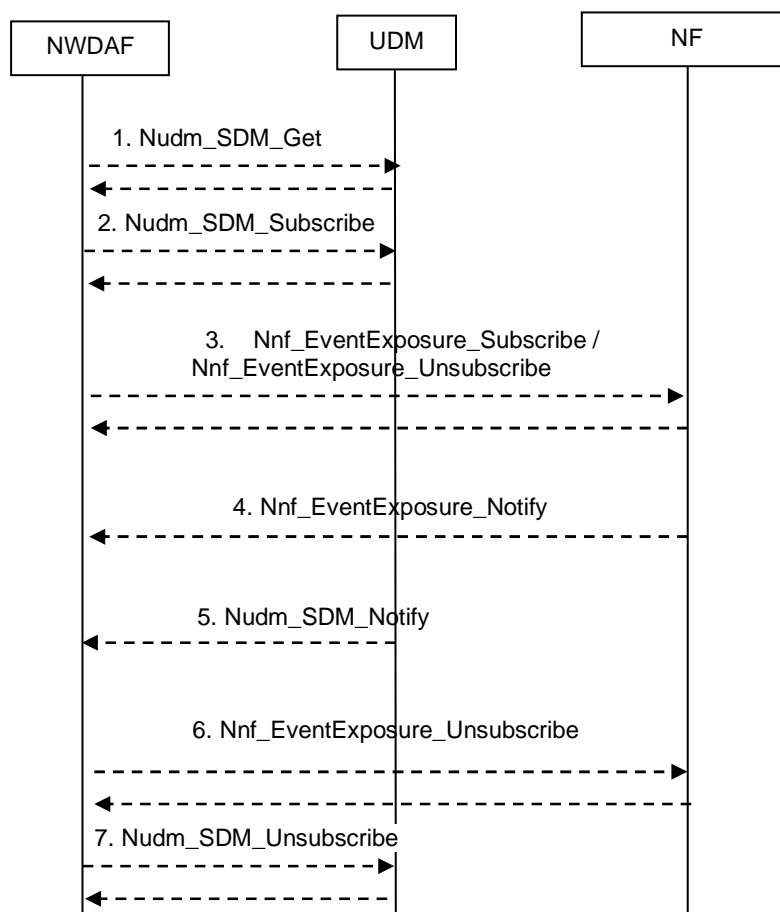 NWDAF
UDM
NF
1. Nudm_SDM_Get
2. Nudm_SDM_Subscribe
3. Nnf_EventExposure_Subscribe /
Nnf_EventExposure_Unsubscribe
4. Nnf_EventExposure_Notify
5. Nudm_SDM_Notify
6. Nnf_EventExposure_Unsubscribe
7. Nudm_SDM_Unsubscribe